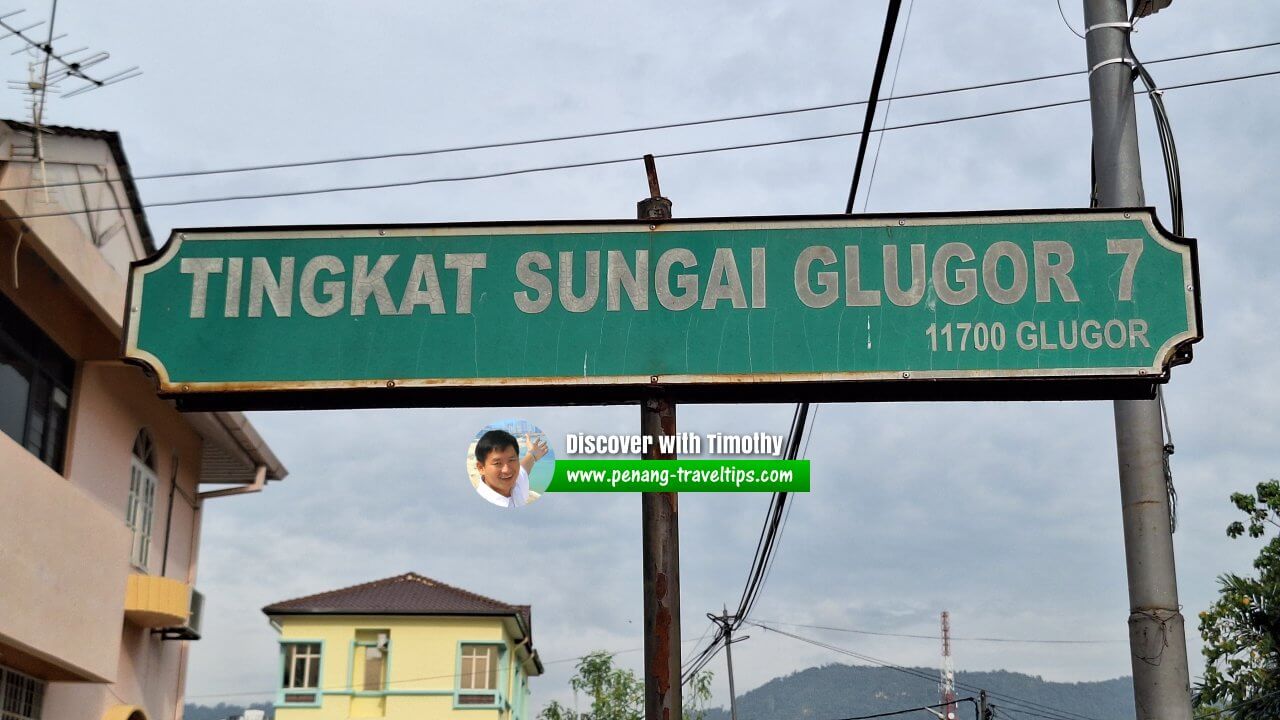 TINGKAT SUNGAI GLUGOR 7
11700 GLUGOR
Discover with Timothy
www.penang-traveltips.com